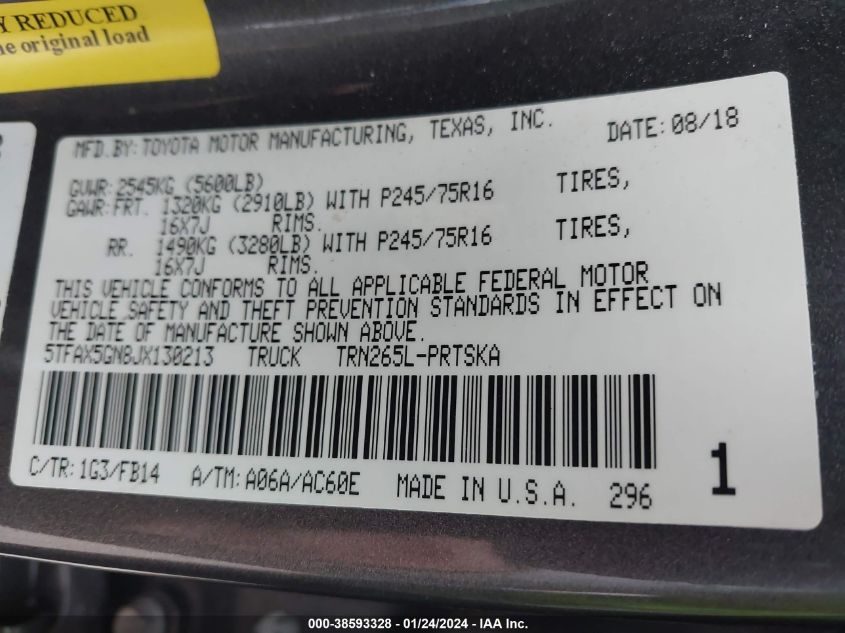 Y REDUCED
he original load
MFD.BY: TOYOTA MOTOR MANUFACTURING, TEXAS, INC. DATE: 08/18
GVWR: 2545KG (5600LB)
GAWR: FRT. 1320KG (2910LB) WITH P245/75R16 TIRES,
16X7J RIMS.
RR. 1490KG (3280LB) WITH P245/75R16 TIRES,
16X7J RIMS.
THIS VEHICLE CONFORMS TO ALL APPLICABLE FEDERAL MOTOR
VEHICLE SAFETY AND THEFT PREVENTION STANDARDS IN EFFECT ON
THE DATE OF MANUFACTURE SHOWN ABOVE.
5TFAX5GN8JX130213 TRUCK TRN265L-PRTSKA
C/TR: 1G3/FB14 A/TM: A06A/AC60E MADE IN U.S.A. 296 1
000-38593328 - 01/24/2024 - IAA Inc.